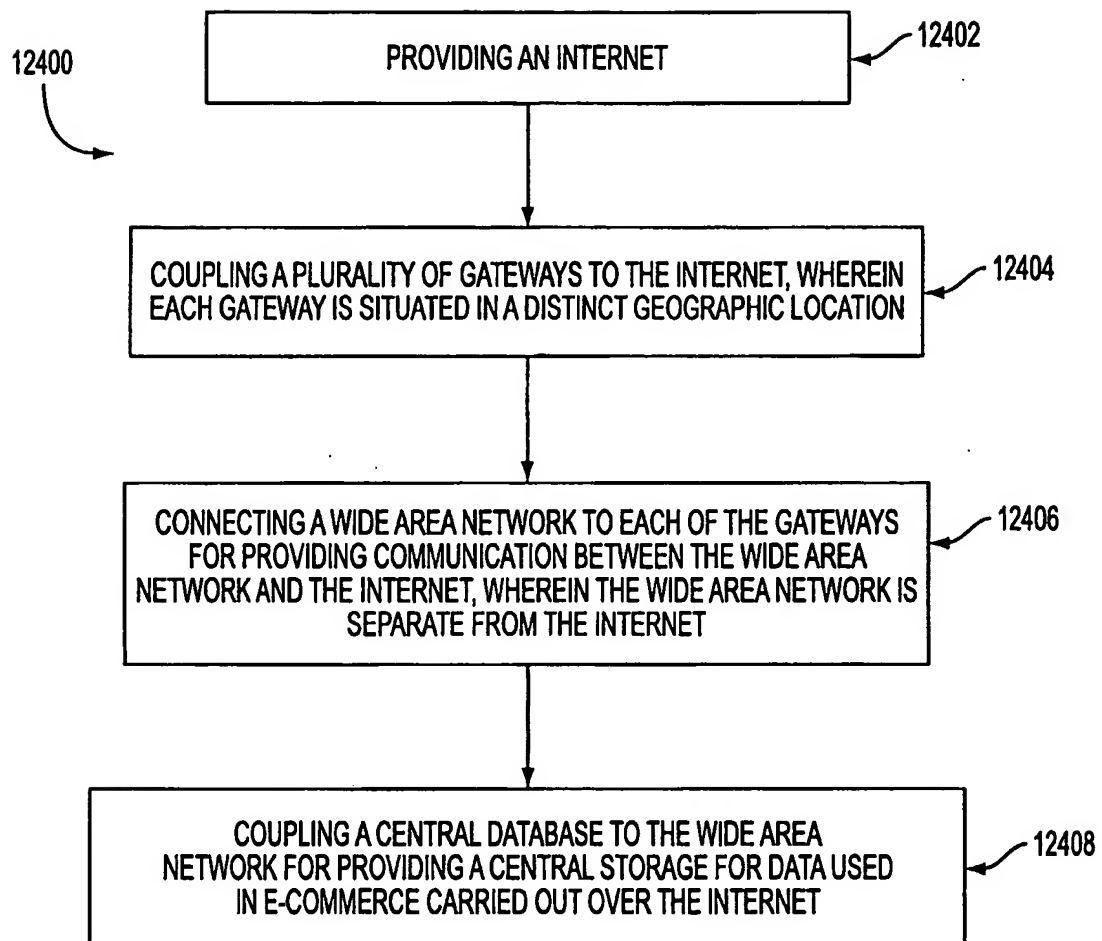 12400
PROVIDING AN INTERNET
12402
COUPLING A PLURALITY OF GATEWAYS TO THE INTERNET, WHEREIN
EACH GATEWAY IS SITUATED IN A DISTINCT GEOGRAPHIC LOCATION
12404
CONNECTING A WIDE AREA NETWORK TO EACH OF THE GATEWAYS
FOR PROVIDING COMMUNICATION BETWEEN THE WIDE AREA
NETWORK AND THE INTERNET, WHEREIN THE WIDE AREA NETWORK IS
SEPARATE FROM THE INTERNET
12406
COUPLING A CENTRAL DATABASE TO THE WIDE AREA
NETWORK FOR PROVIDING A CENTRAL STORAGE FOR DATA USED
IN E-COMMERCE CARRIED OUT OVER THE INTERNET
12408